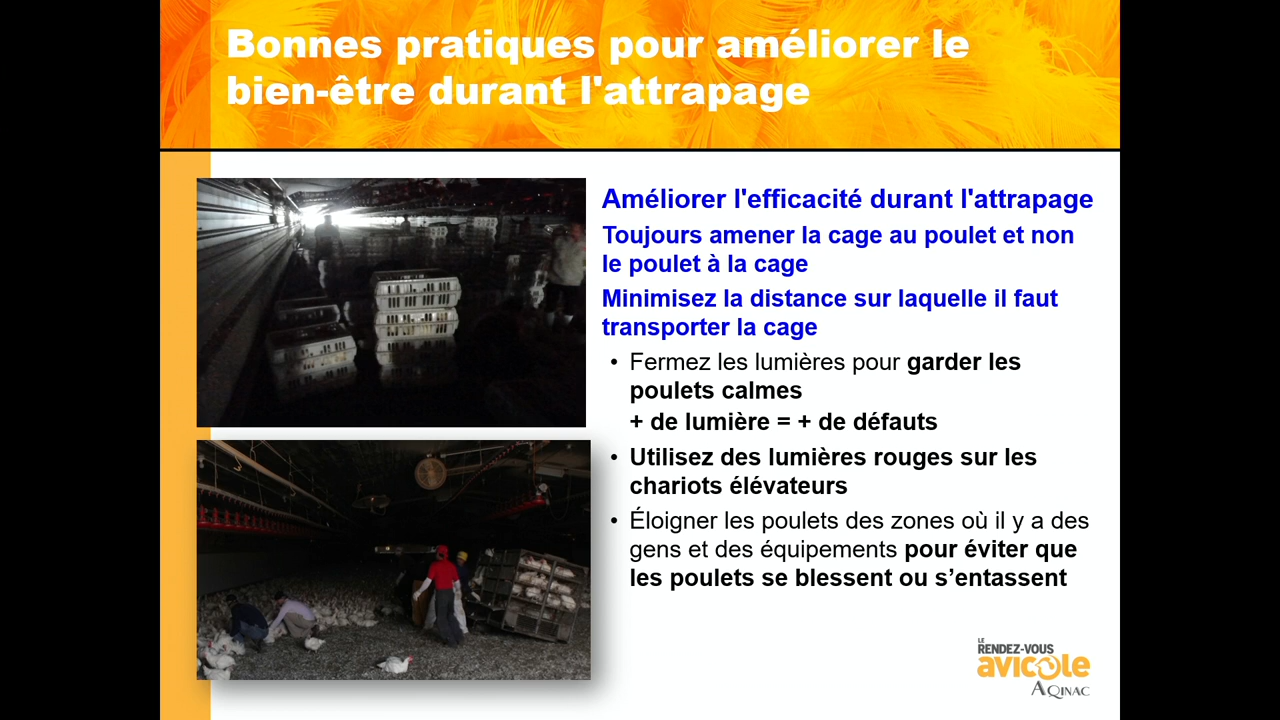 Bonnes pratiques pour améliorer le
bien-être durant l'attrapage
Améliorer l'efficacité durant l'attrapage
Toujours amener la cage au poulet et non
le poulet à la cage
Minimisez la distance sur laquelle il faut
transporter la cage
• Fermez les lumières pour garder les
poulets calmes
+ de lumière = + de défauts
• Utilisez des lumières rouges sur les
chariots élévateurs
• Éloigner les poulets des zones où il y a des
gens et des équipements pour éviter que
les poulets se blessent ou s’entassent
LE
RENDEZ-VOUS
avicole
AQINAC